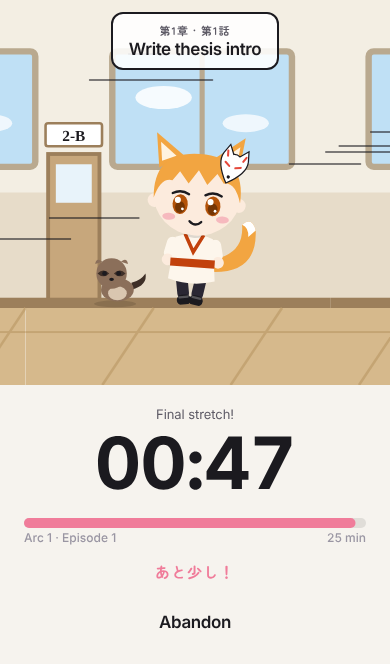 第1章・第1話
Write thesis intro
2-B
Final stretch!
00:47
Arc 1 · Episode 1
25 min
あと少し！
Abandon